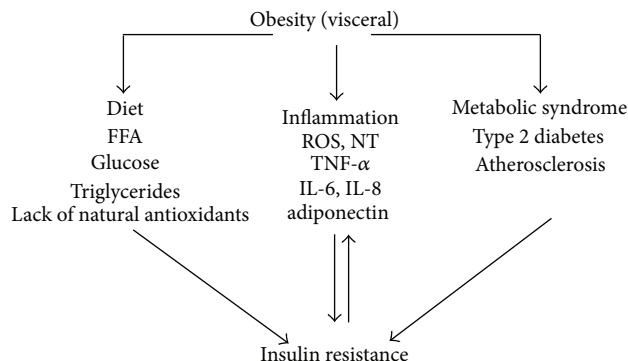 Obesity (visceral)
Diet
FFA
Glucose
Triglycerides
Lack of natural antioxidants
Inflammation
ROS, NT
TNF-α
IL-6, IL-8
adiponectin
Metabolic syndrome
Type 2 diabetes
Atherosclerosis
Insulin resistance